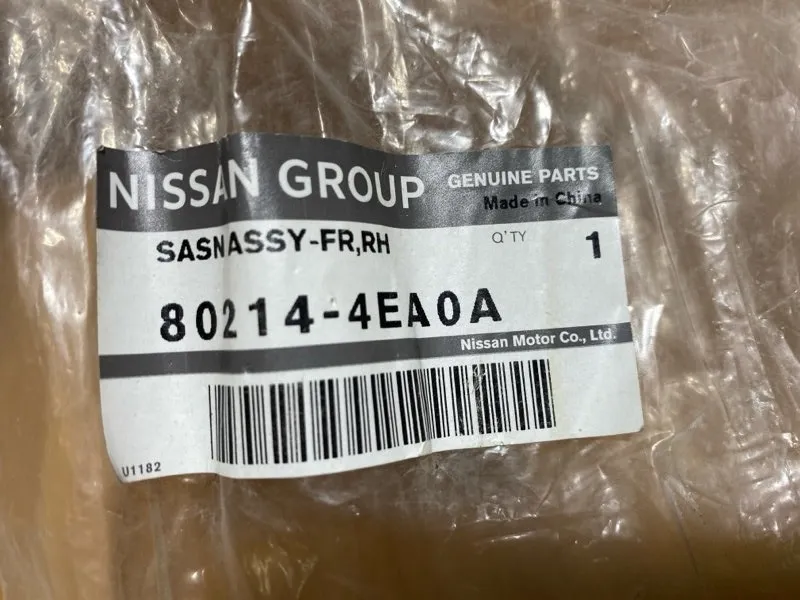 NISSAN GROUP GENUINE PARTS
Made in China
SASNASSY-FR,RH Q'TY 1
80214-4EA0A
Nissan Motor Co., Ltd.
U1182